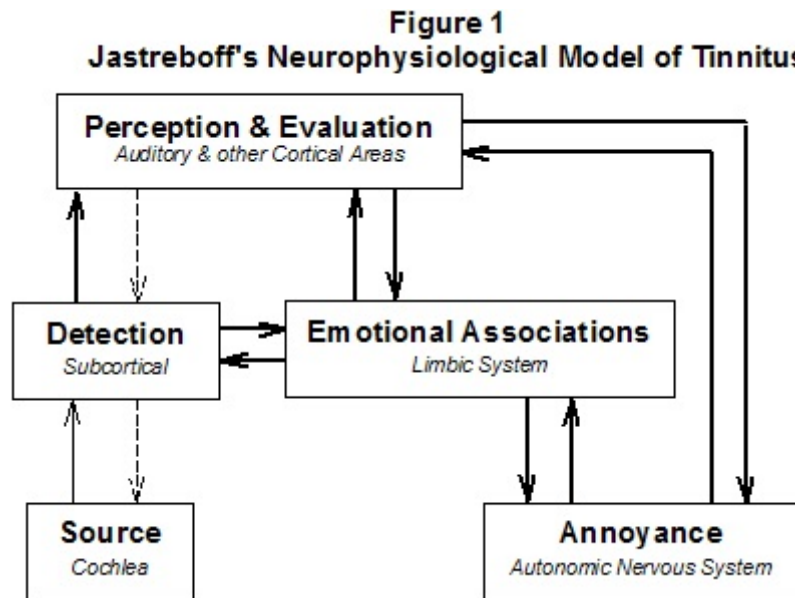 Figure 1
Jastreboff's Neurophysiological Model of Tinnitus
Perception & Evaluation
Auditory & other Cortical Areas
Detection
Subcortical
Emotional Associations
Limbic System
Source
Cochlea
Annoyance
Autonomic Nervous System